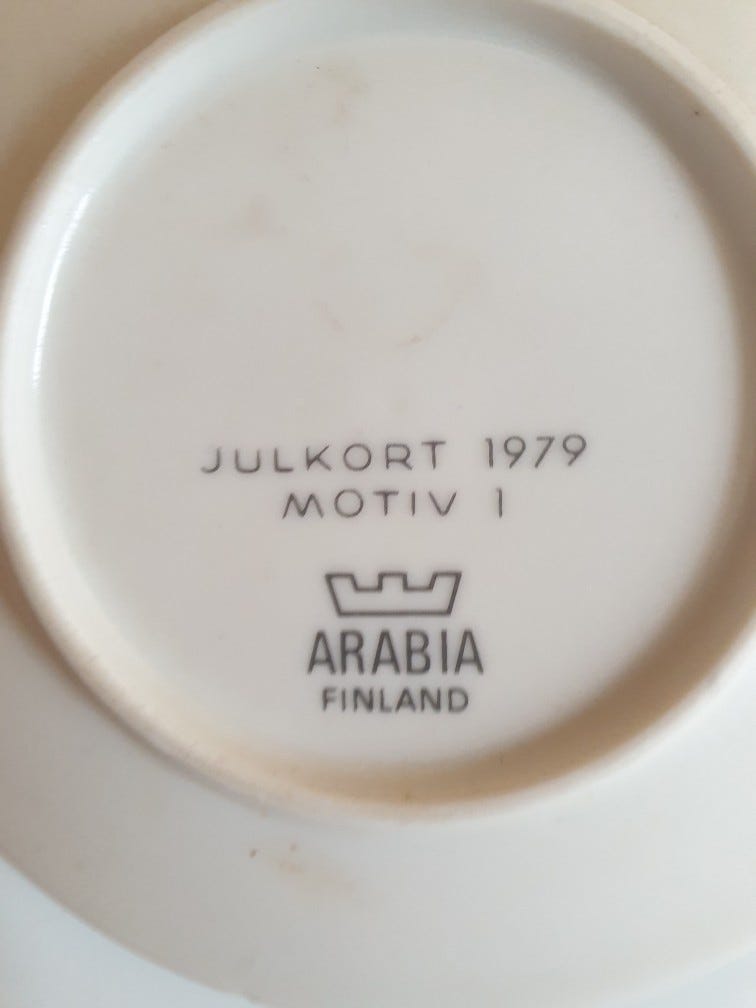 JULKORT 1979
MOTIV 1
ARABIA
FINLAND